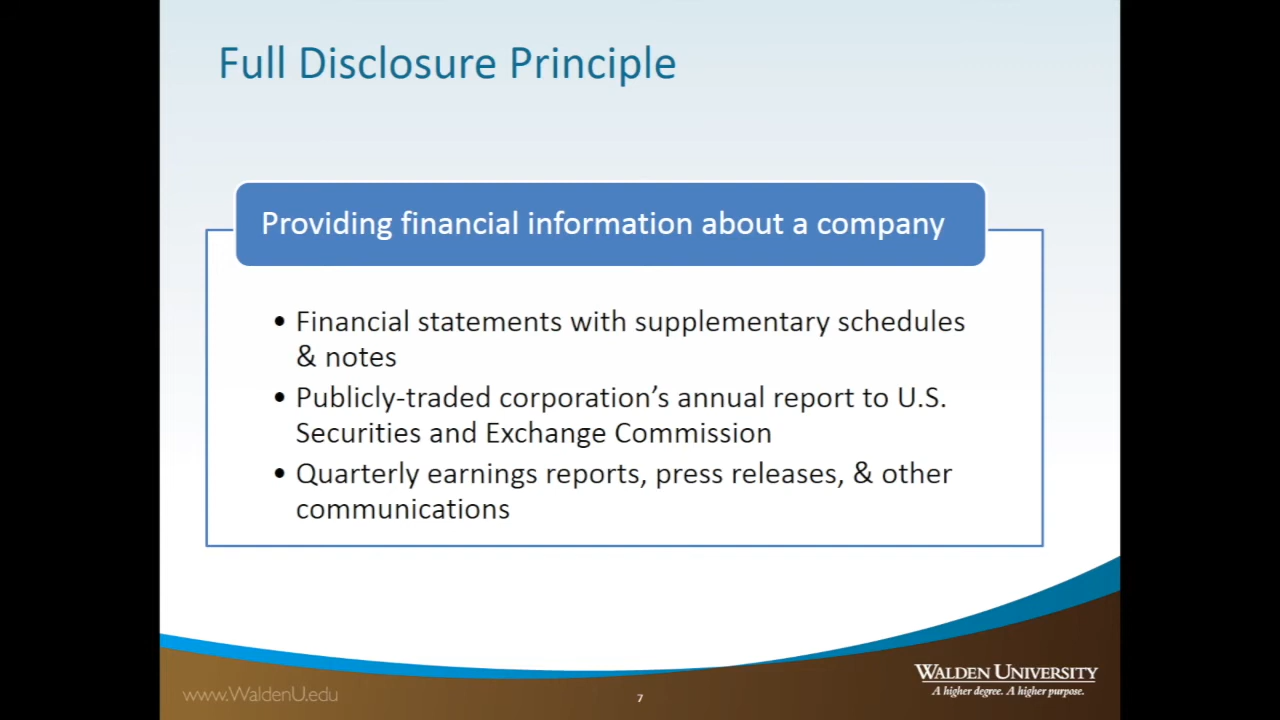 Full Disclosure Principle
Providing financial information about a company
• Financial statements with supplementary schedules
& notes
• Publicly-traded corporation’s annual report to U.S.
Securities and Exchange Commission
• Quarterly earnings reports, press releases, & other
communications
www.WaldenU.edu
7
WALDEN UNIVERSITY
A higher degree. A higher purpose.